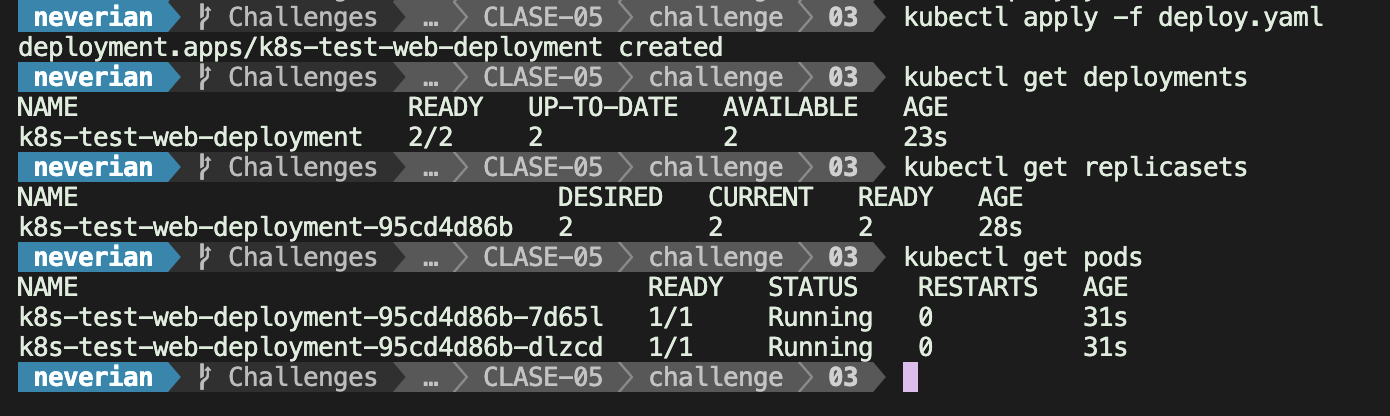 neverian Challenges … CLASE-05 challenge 03 kubectl apply -f deploy.yaml
deployment.apps/k8s-test-web-deployment created
neverian Challenges … CLASE-05 challenge 03 kubectl get deployments
NAME READY UP-TO-DATE AVAILABLE AGE
k8s-test-web-deployment 2/2 2 2 23s
neverian Challenges … CLASE-05 challenge 03 kubectl get replicasets
NAME DESIRED CURRENT READY AGE
k8s-test-web-deployment-95cd4d86b 2 2 2 28s
neverian Challenges … CLASE-05 challenge 03 kubectl get pods
NAME READY STATUS RESTARTS AGE
k8s-test-web-deployment-95cd4d86b-7d65l 1/1 Running 0 31s
k8s-test-web-deployment-95cd4d86b-dlzcd 1/1 Running 0 31s
neverian Challenges … CLASE-05 challenge 03